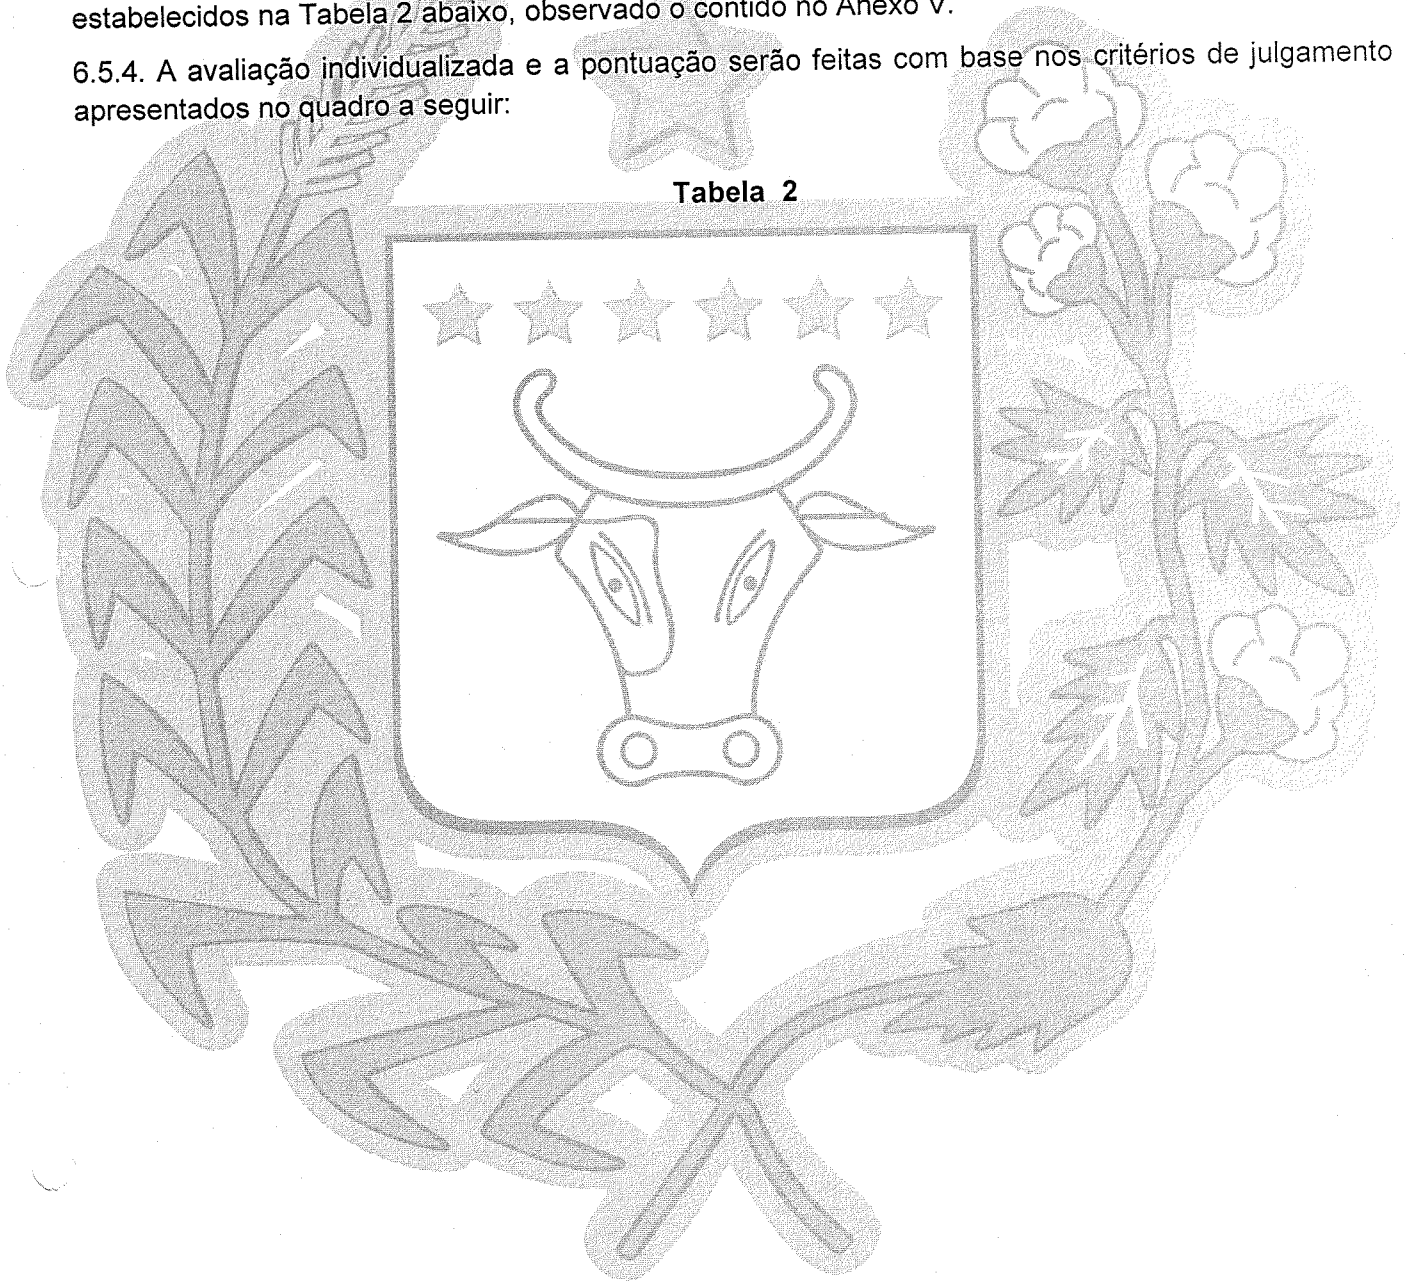 estabelecidos na Tabela 2 abaixo, observado o contido no Anexo V.
6.5.4. A avaliação individualizada e a pontuação serão feitas com base nos critérios de julgamento
apresentados no quadro a seguir:
Tabela 2